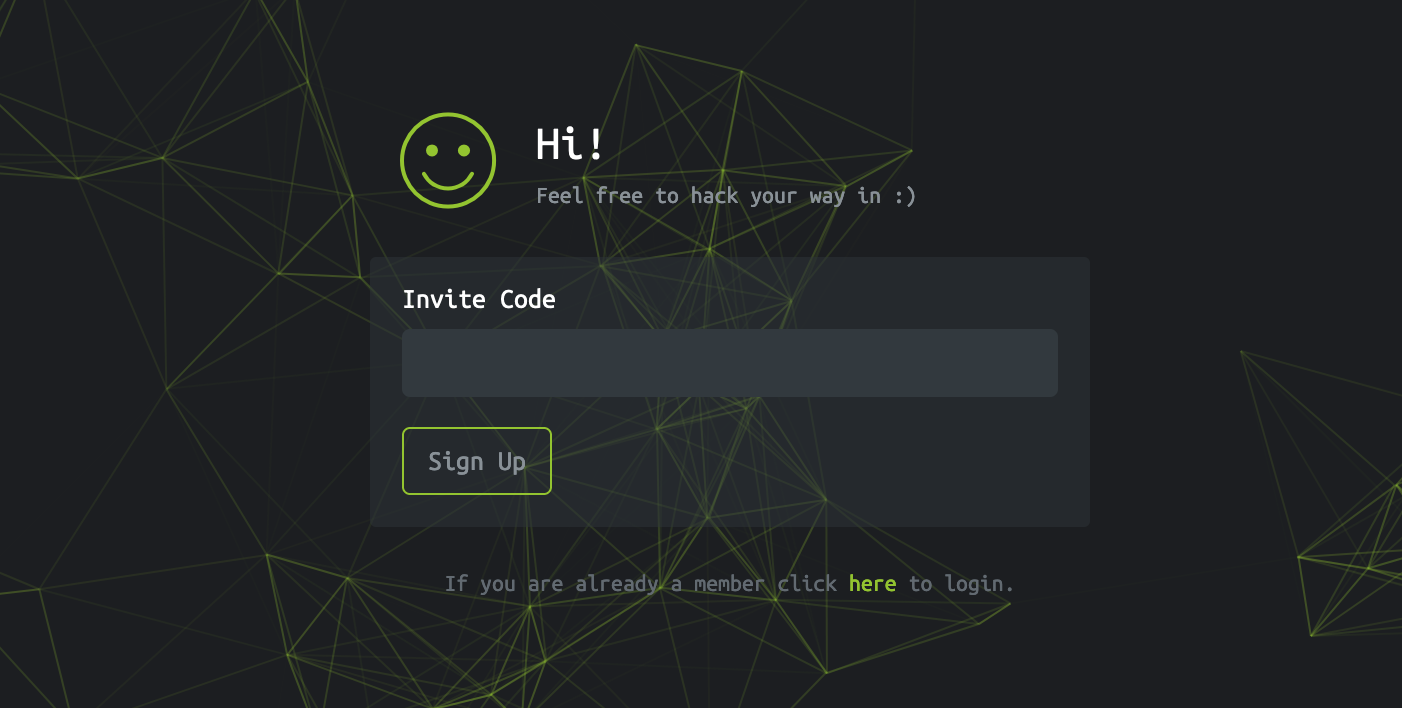 Hi!
Feel free to hack your way in :)
Invite Code
Sign Up
If you are already a member click here to login.